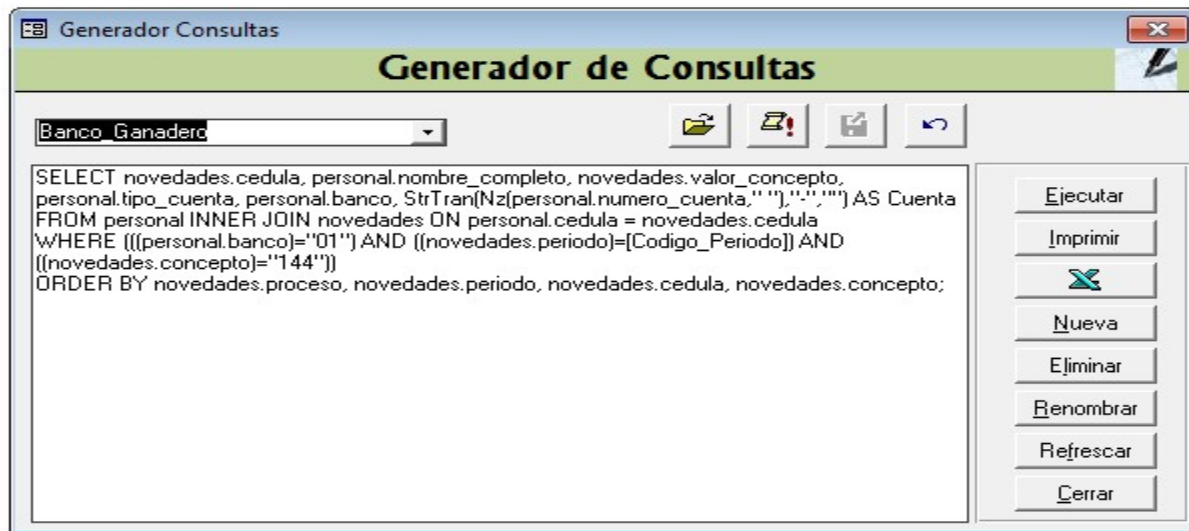 Generador Consultas
Generador de Consultas
Banco_Ganadero
SELECT novedades.cedula, personal.nombre_completo, novedades.valor_concepto,
personal.tipo_cuenta, personal.banco, StrTran(Nz(personal.numero_cuenta," "),"-","") AS Cuenta
FROM personal INNER JOIN novedades ON personal.cedula = novedades.cedula
WHERE (((personal.banco)="01") AND ((novedades.periodo)=[Codigo_Periodo]) AND
((novedades.concepto)="144"))
ORDER BY novedades.proceso, novedades.periodo, novedades.cedula, novedades.concepto;
Ejecutar
Imprimir
Nueva
Eliminar
Renombrar
Refrescar
Cerrar